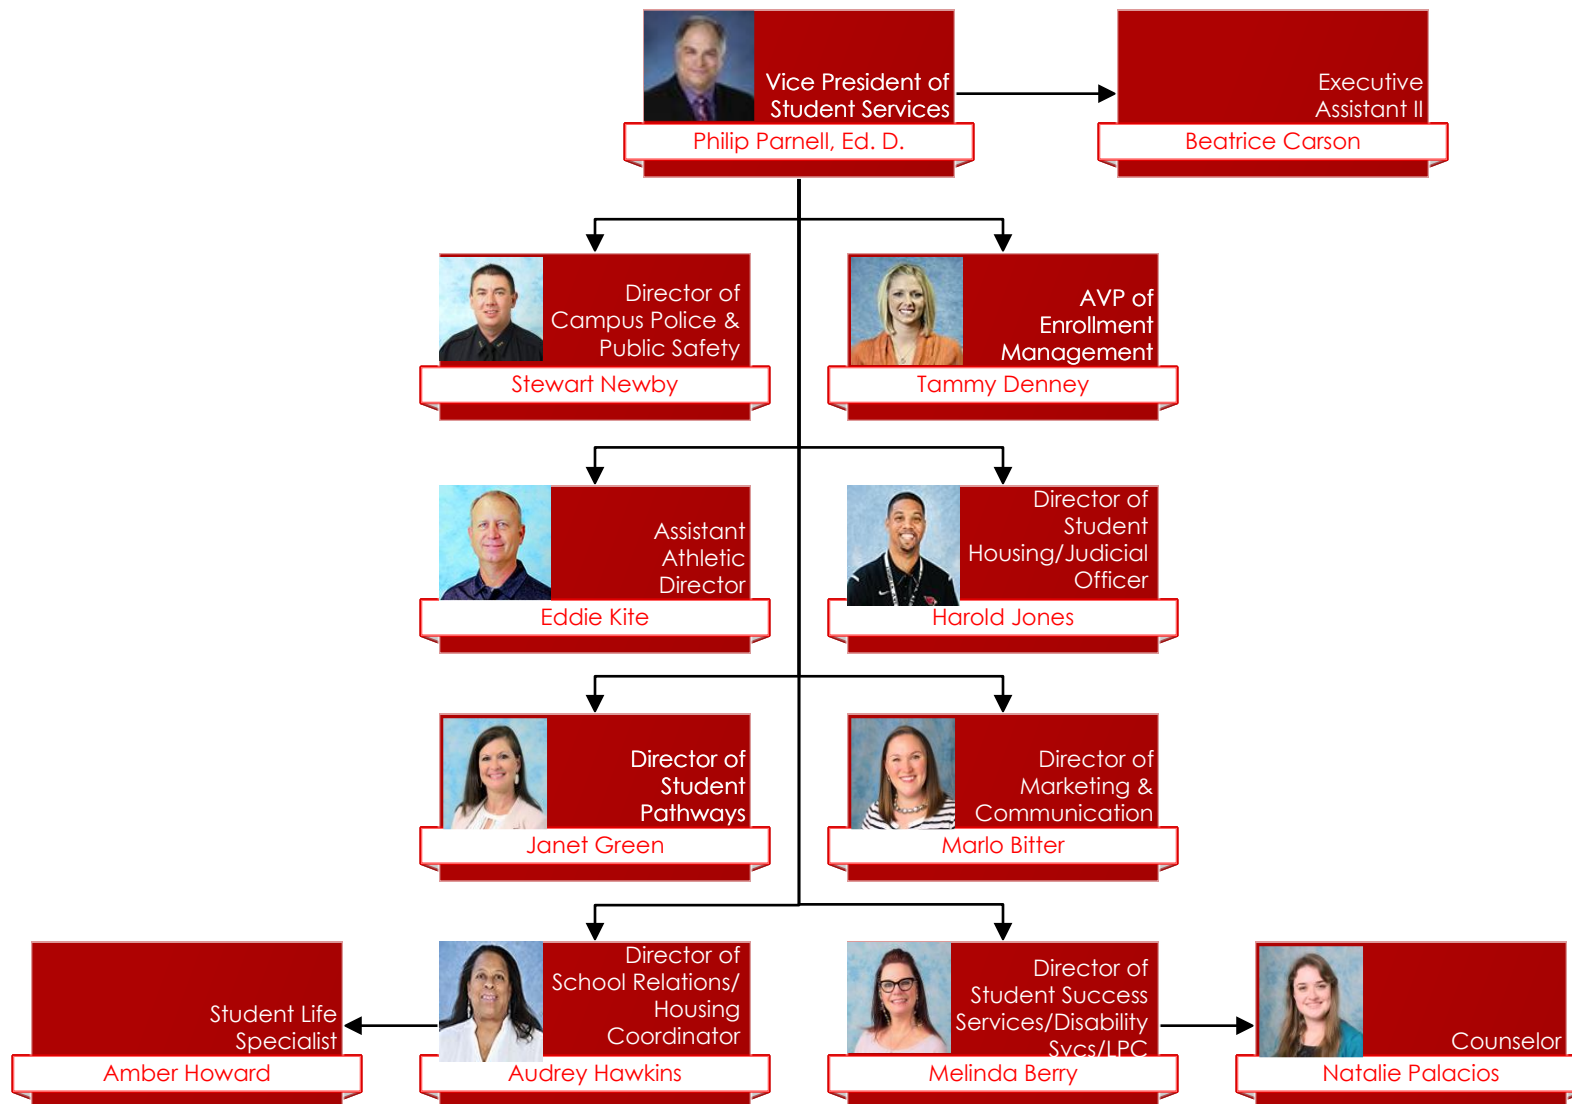 Vice President of
Student Services
Philip Parnell, Ed. D.
Executive
Assistant II
Beatrice Carson
Director of
Campus Police &
Public Safety
Stewart Newby
AVP of
Enrollment
Management
Tammy Denney
Assistant
Athletic
Director
Eddie Kite
Director of
Student
Housing/Judicial
Officer
Harold Jones
Director of
Student
Pathways
Janet Green
Director of
Marketing &
Communication
Marlo Bitter
Student Life
Specialist
Amber Howard
Director of
School Relations/
Housing
Coordinator
Audrey Hawkins
Director of
Student Success
Services/Disability
Svcs/LPC
Melinda Berry
Counselor
Natalie Palacios